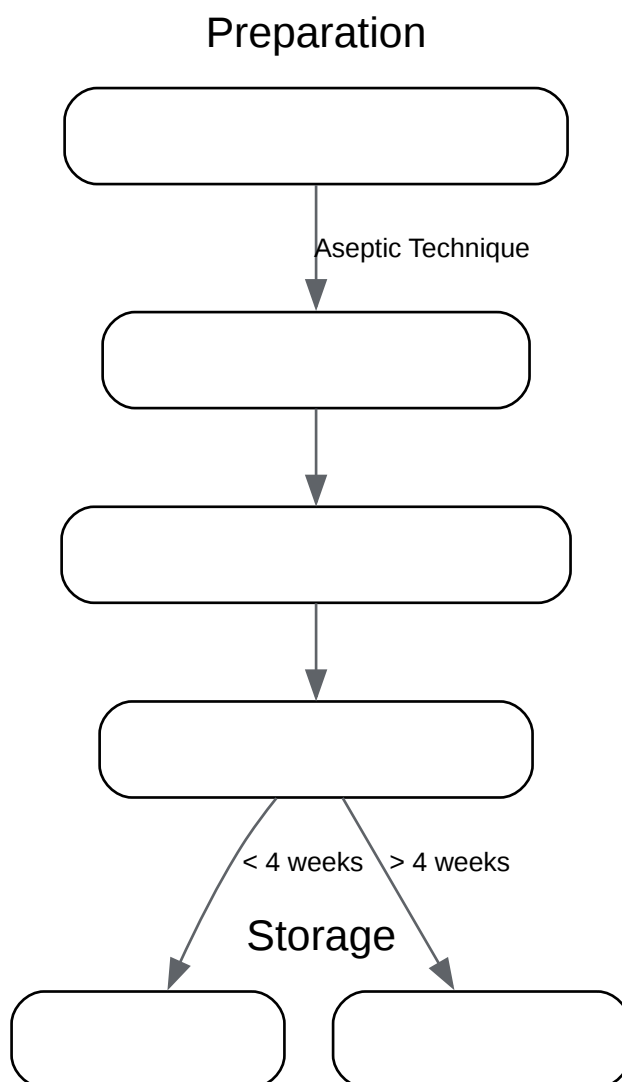 Preparation
Aseptic Technique
< 4 weeks
> 4 weeks
Storage